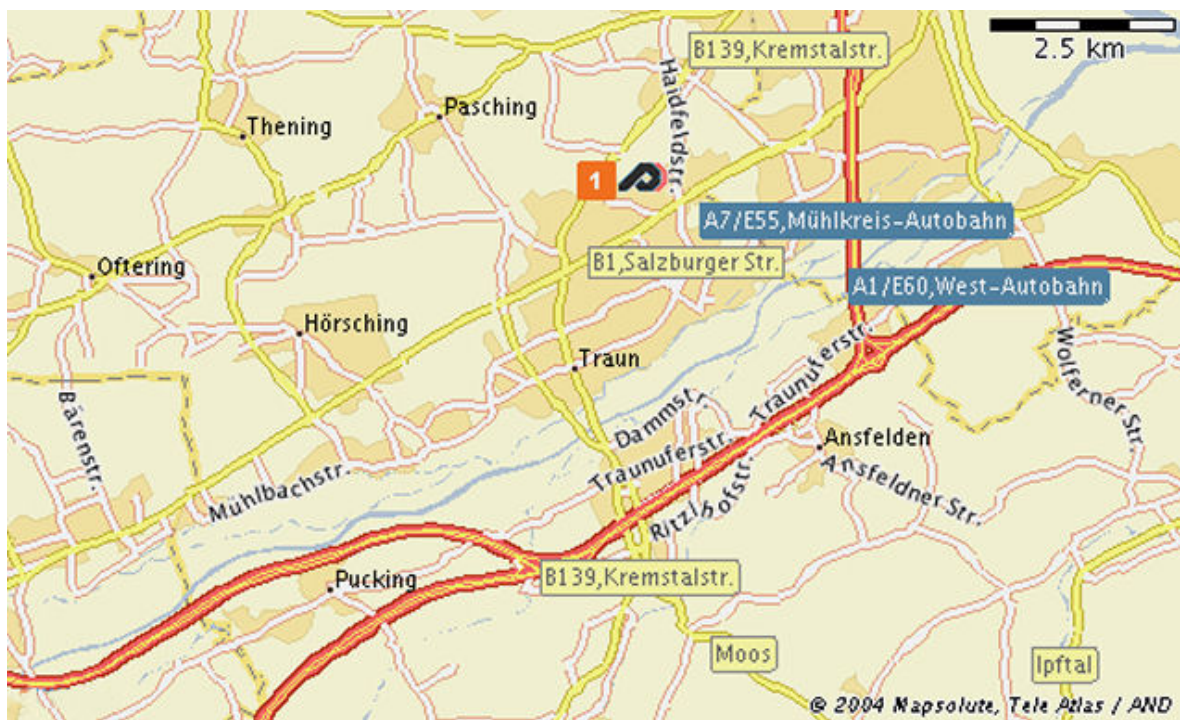 B139,Kremstalstr.
2.5 km
Haidfeldstr.
Pasching
Thening
1
A7/E55,Mühlkreis-Autobahn
Oftering
B1,Salzburger Str.
A1/E60,West-Autobahn
Hörsching
Traun
Traunuferstr.
Wolferner Str.
Bärenstr.
Dammstr.
Ansfelden
Traunuferstr.
Mühlbachstr.
Ansfeldner Str.
Ritzlhofstr.
Pucking
B139,Kremstalstr.
Moos
Ipftal
© 2004 Mapsolute, Tele Atlas / AND